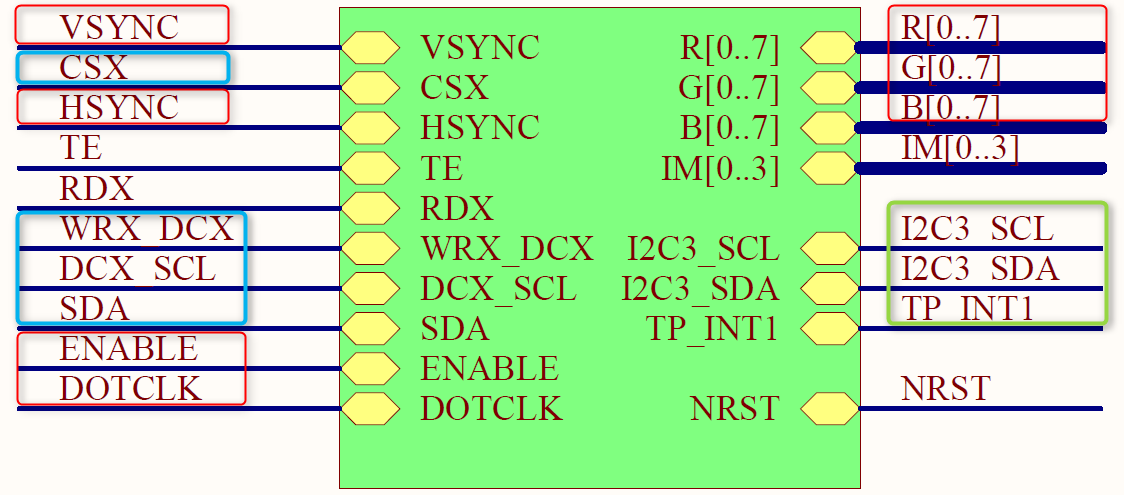 VSYNC
CSX
HSYNC
TE
RDX
WRX_DCX
DCX_SCL
SDA
ENABLE
DOTCLK
VSYNC
CSX
HSYNC
TE
RDX
WRX_DCX
DCX_SCL
SDA
ENABLE
DOTCLK
R[0..7]
G[0..7]
B[0..7]
IM[0..3]
I2C3_SCL
I2C3_SDA
TP_INT1
NRST
R[0..7]
G[0..7]
B[0..7]
IM[0..3]
I2C3_SCL
I2C3_SDA
TP_INT1
NRST